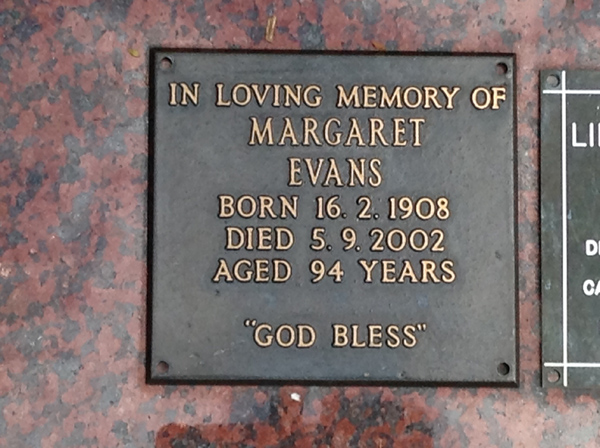 IN LOVING MEMORY OF
MARGARET
EVANS
BORN 16. 2. 1908
DIED 5. 9. 2002
AGED 94 YEARS
"GOD BLESS"